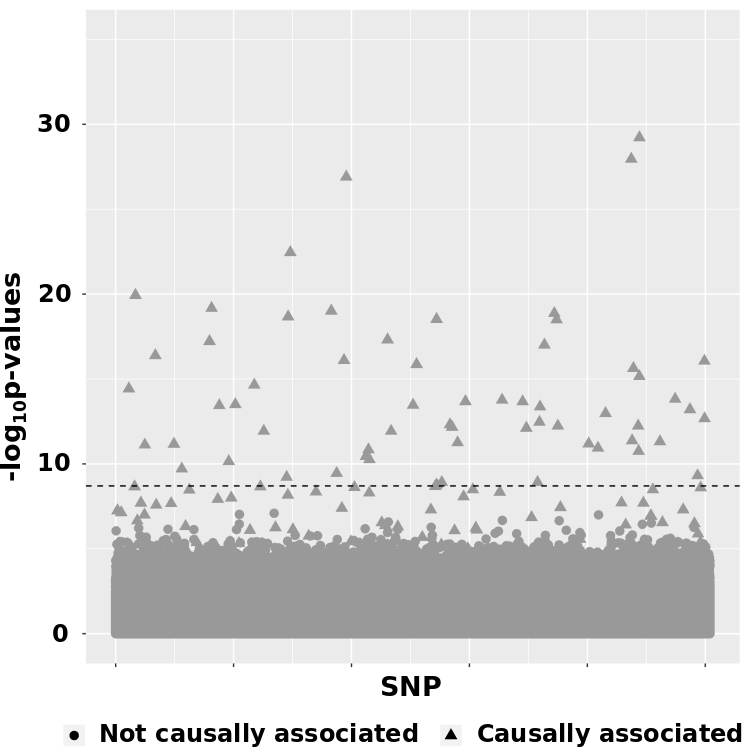 -log₁₀p-values
30
20
10
0
SNP
Not causally associated
Causally associated